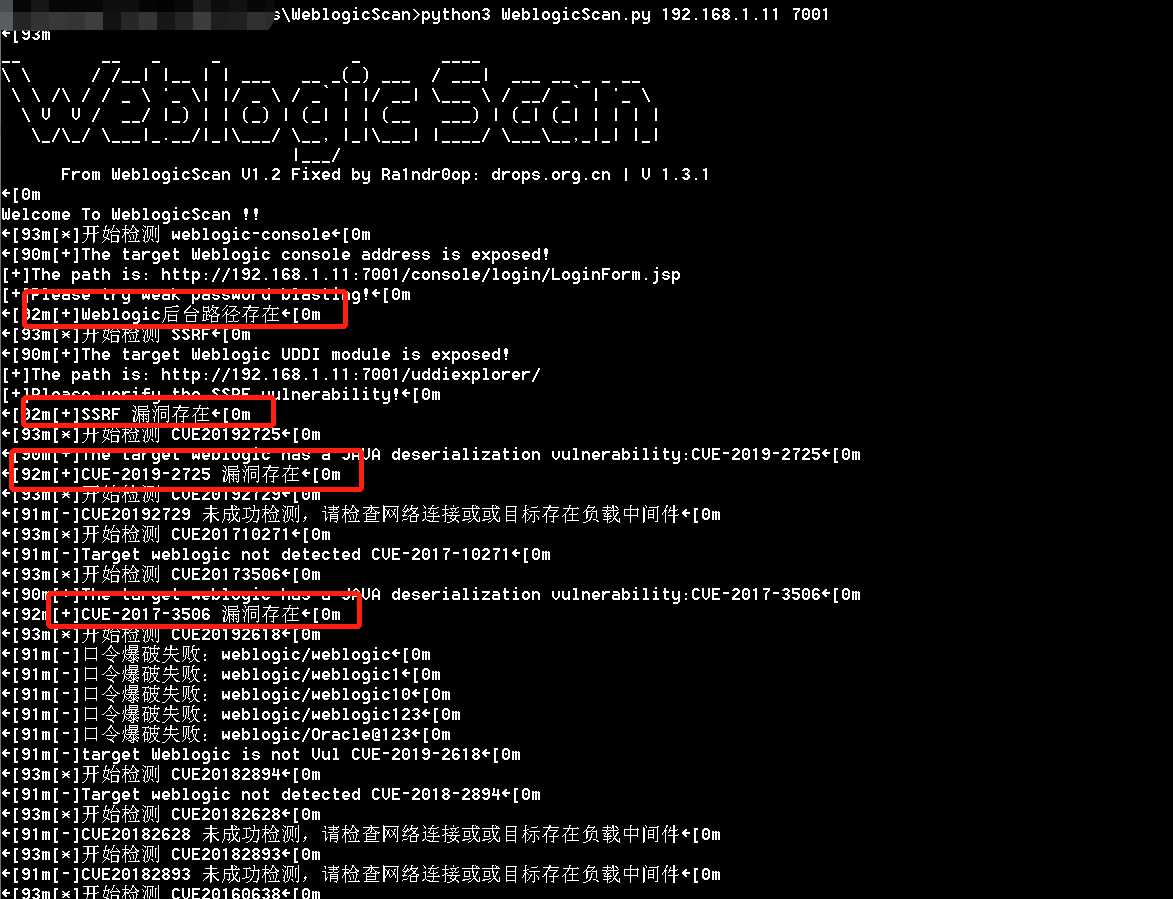 s\WeblogicScan>python3 WeblogicScan.py 192.168.1.11 7001
←[93m
Weblogic Scan
From WeblogicScan V1.2 Fixed by Ra1ndr0op: drops.org.cn | V 1.3.1
←[0m
Welcome To WeblogicScan !!
←[93m[*]开始检测 weblogic-console←[0m
←[90m[+]The target Weblogic console address is exposed!
[+]The path is: http://192.168.1.11:7001/console/login/LoginForm.jsp
[+]Please try weak password blasting!←[0m
←[92m[+]Weblogic后台路径存在←[0m
←[93m[*]开始检测 SSRF←[0m
←[90m[+]The target Weblogic UDDI module is exposed!
[+]The path is: http://192.168.1.11:7001/uddiexplorer/
[+]Please verify the SSRF vulnerability!←[0m
←[92m[+]SSRF 漏洞存在←[0m
←[93m[*]开始检测 CVE20192725←[0m
←[90m[+]The target weblogic has a JAVA deserialization vulnerability:CVE-2019-2725←[0m
←[92m[+]CVE-2019-2725 漏洞存在←[0m
←[93m[*]开始检测 CVE20192729←[0m
←[91m[-]CVE20192729 未成功检测，请检查网络连接或或目标存在负载中间件←[0m
←[93m[*]开始检测 CVE201710271←[0m
←[91m[-]Target weblogic not detected CVE-2017-10271←[0m
←[93m[*]开始检测 CVE20173506←[0m
←[90m[+]The target weblogic has a JAVA deserialization vulnerability:CVE-2017-3506←[0m
←[92m[+]CVE-2017-3506 漏洞存在←[0m
←[93m[*]开始检测 CVE20192618←[0m
←[91m[-]口令爆破失败：weblogic/weblogic←[0m
←[91m[-]口令爆破失败：weblogic/weblogic1←[0m
←[91m[-]口令爆破失败：weblogic/weblogic10←[0m
←[91m[-]口令爆破失败：weblogic/weblogic123←[0m
←[91m[-]口令爆破失败：weblogic/Oracle@123←[0m
←[91m[-]target Weblogic is not Vul CVE-2019-2618←[0m
←[93m[*]开始检测 CVE20182894←[0m
←[91m[-]Target weblogic not detected CVE-2018-2894←[0m
←[93m[*]开始检测 CVE20182628←[0m
←[91m[-]CVE20182628 未成功检测，请检查网络连接或或目标存在负载中间件←[0m
←[93m[*]开始检测 CVE20182893←[0m
←[91m[-]CVE20182893 未成功检测，请检查网络连接或或目标存在负载中间件←[0m
←[93m[*]开始检测 CVE20160638←[0m